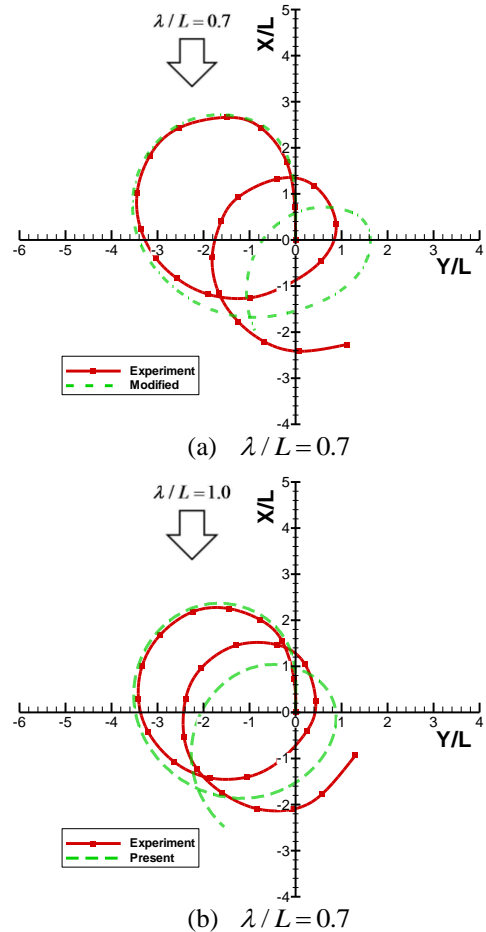 λ/L=0.7
X/L
5
4
3
2
1
0
-6 -5 -4 -3 -2 -1 0 1 2 3 4
Y/L
-1
-2
-3
-4
Experiment
Modified
(a) λ/L=0.7
λ/L=1.0
X/L
5
4
3
2
1
0
-6 -5 -4 -3 -2 -1 0 1 2 3 4
Y/L
-1
-2
-3
-4
Experiment
Present
(b) λ/L=0.7